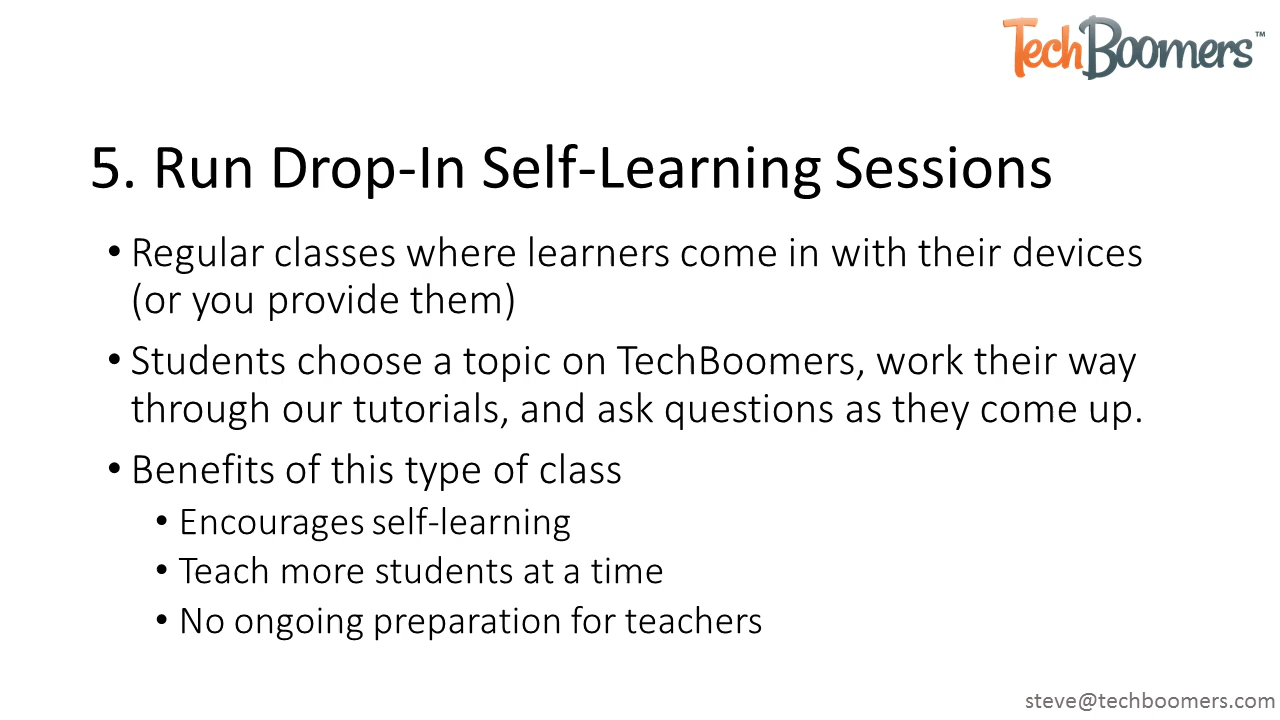 TechBoomers™
5. Run Drop-In Self-Learning Sessions
• Regular classes where learners come in with their devices
(or you provide them)
• Students choose a topic on TechBoomers, work their way
through our tutorials, and ask questions as they come up.
• Benefits of this type of class
• Encourages self-learning
• Teach more students at a time
• No ongoing preparation for teachers
steve@techboomers.com